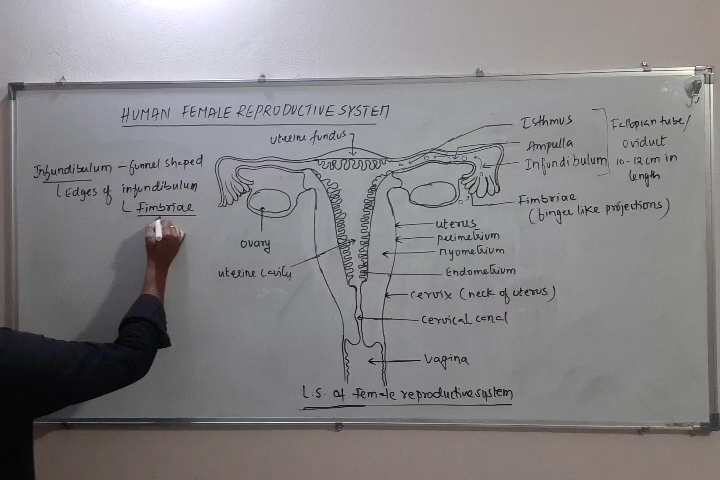 HUMAN FEMALE REPRODUCTIVE SYSTEM
Infundibulum - funnel shaped
Edges of infundibulum
Fimbriae
uterine fundus
ovary
uterine cavity
Isthmus
Ampulla
Infundibulum
Fallopian tube/
oviduct
10-12 cm in
length
Fimbriae
(binger like projections)
uterus
perimetrium
myometrium
Endometrium
cervix (neck of uterus)
cervical canal
vagina
L.S. of female reproductive system